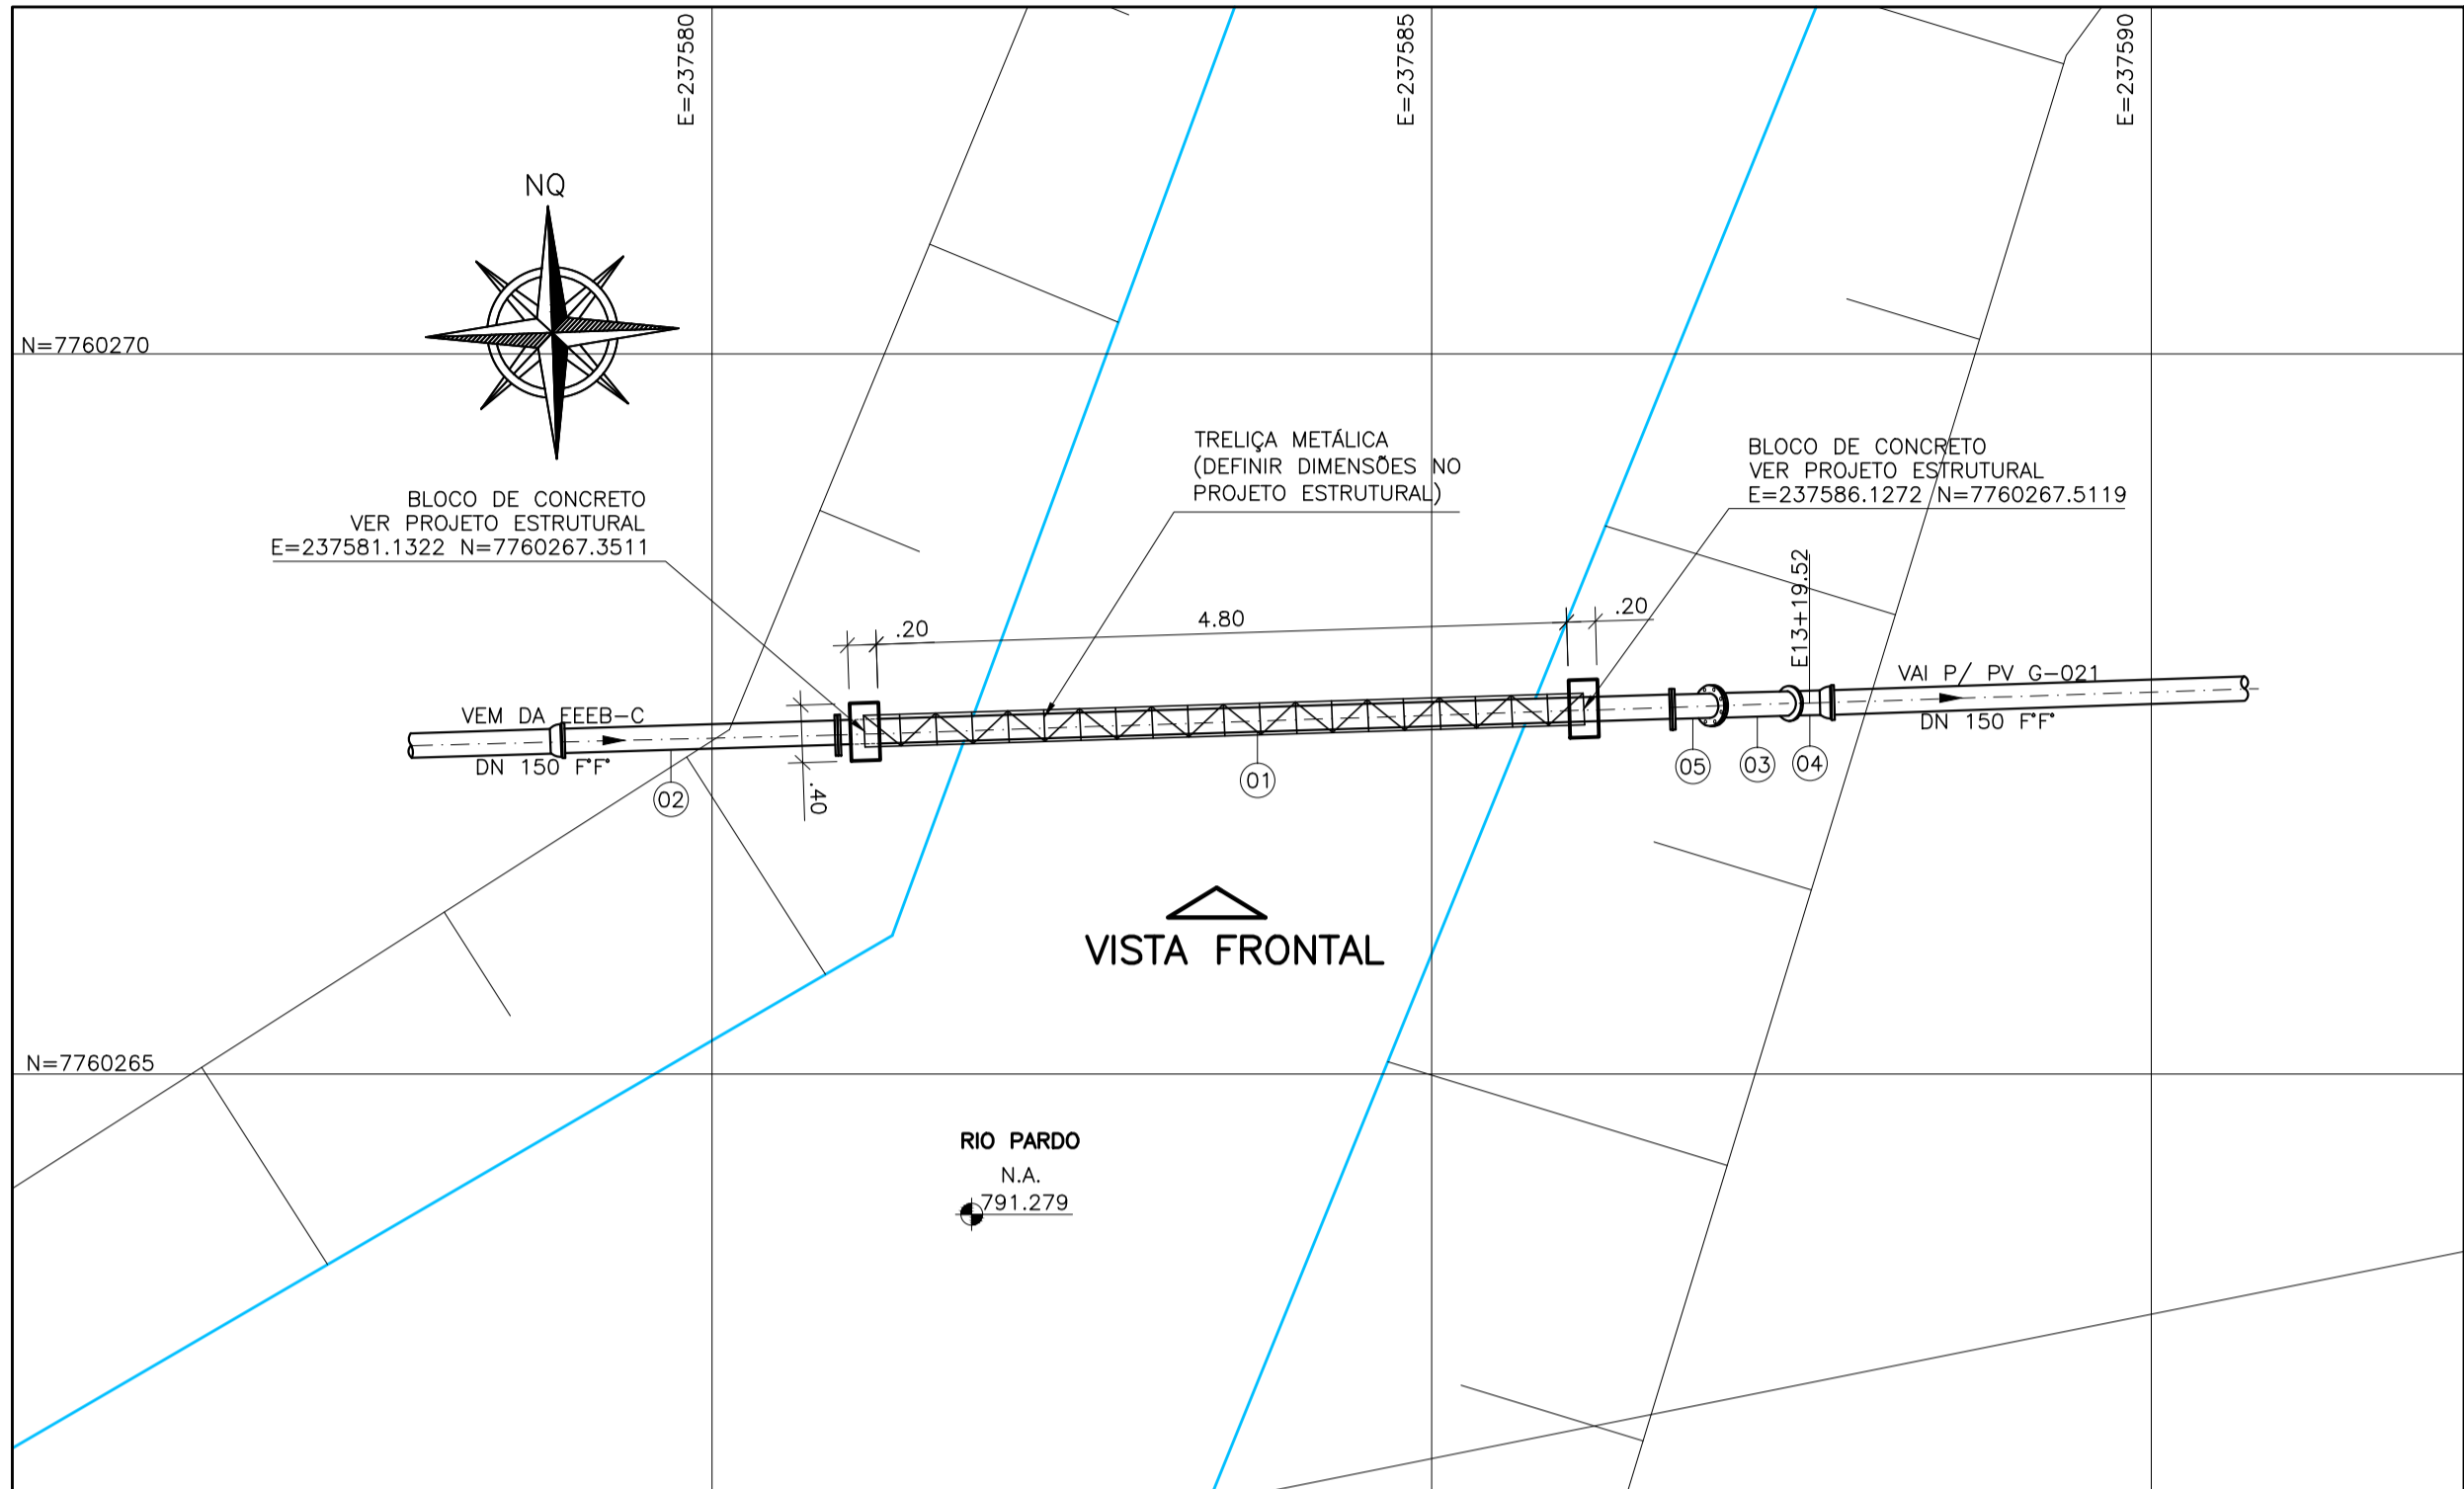 E=237580
E=237585
E=237590
NQ
N=7760270
TRELIÇA METÁLICA
(DEFINIR DIMENSÕES NO
PROJETO ESTRUTURAL)
BLOCO DE CONCRETO
VER PROJETO ESTRUTURAL
E=237586.1272 N=7760267.5119
BLOCO DE CONCRETO
VER PROJETO ESTRUTURAL
E=237581.1322 N=7760267.3511
E13+19.52
.20
4.80
.20
VEM DA EEEB-C
DN 150 F°F°
VAI P/ PV G-021
DN 150 F°F°
.40
02
01
05
03
04
VISTA FRONTAL
N=7760265
RIO PARDO
N.A.
791.279